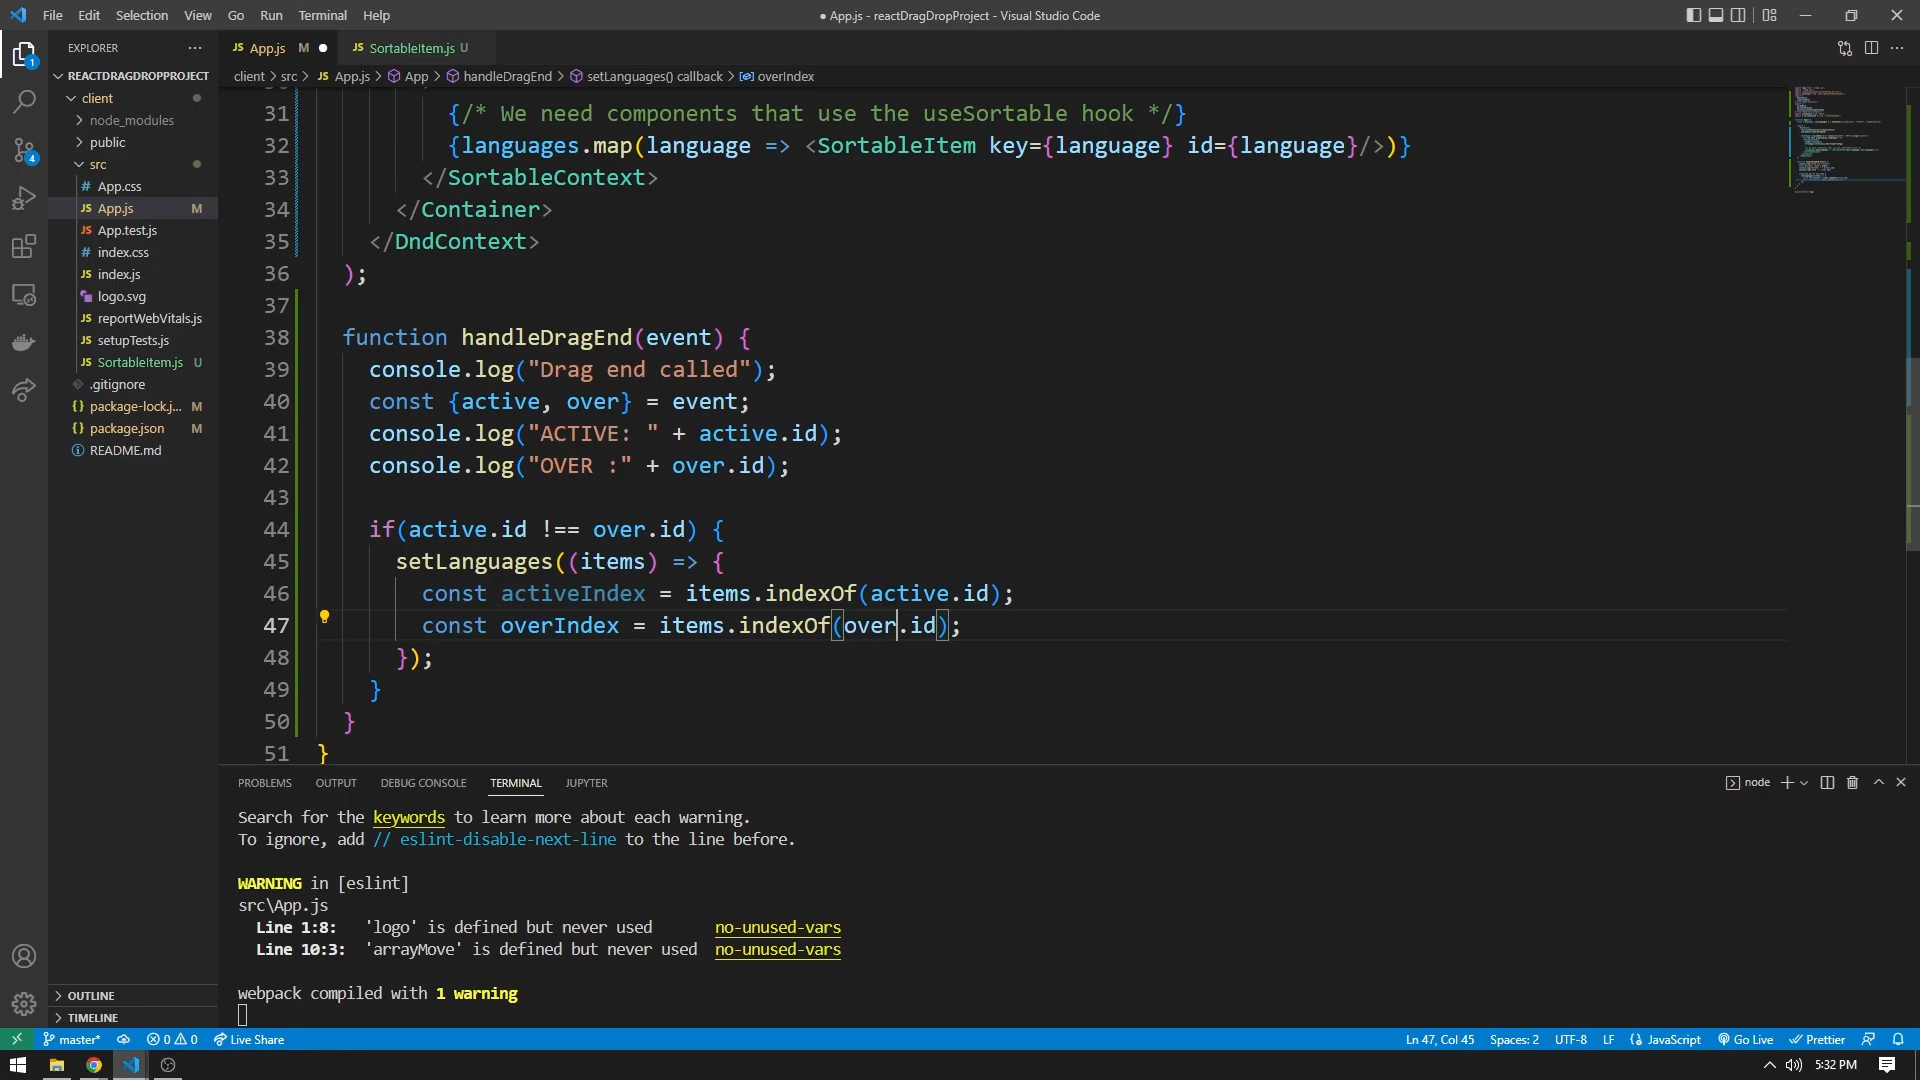 File Edit Selection View Go Run Terminal Help
● App.js - reactDragDropProject - Visual Studio Code
EXPLORER
JS App.js M
JS SortableItem.js U
REACTDRAGDROPPROJECT
client > src > JS App.js > App > handleDragEnd > setLanguages() callback > overIndex
client
node_modules
public
src
# App.css
JS App.js M
JS App.test.js
# index.css
JS index.js
logo.svg
JS reportWebVitals.js
JS setupTests.js
JS SortableItem.js U
.gitignore
{} package-lock.j... M
{} package.json M
README.md
OUTLINE
TIMELINE
1
4
31 {/* We need components that use the useSortable hook */}
32 {languages.map(language => <SortableItem key={language} id={language}/>)}
33 </SortableContext>
34 </Container>
35 </DndContext>
36 );
37
38 function handleDragEnd(event) {
39 console.log("Drag end called");
40 const {active, over} = event;
41 console.log("ACTIVE: " + active.id);
42 console.log("OVER :" + over.id);
43
44 if(active.id !== over.id) {
45 setLanguages((items) => {
46 const activeIndex = items.indexOf(active.id);
47 const overIndex = items.indexOf(over.id);
48 });
49 }
50 }
51 }
PROBLEMS OUTPUT DEBUG CONSOLE TERMINAL JUPYTER
node
Search for the keywords to learn more about each warning.
To ignore, add // eslint-disable-next-line to the line before.
WARNING in [eslint]
src\App.js
Line 1:8: 'logo' is defined but never used no-unused-vars
Line 10:3: 'arrayMove' is defined but never used no-unused-vars
webpack compiled with 1 warning
master* 0 0 Live Share
Ln 47, Col 45 Spaces: 2 UTF-8 LF {} JavaScript Go Live Prettier
5:32 PM